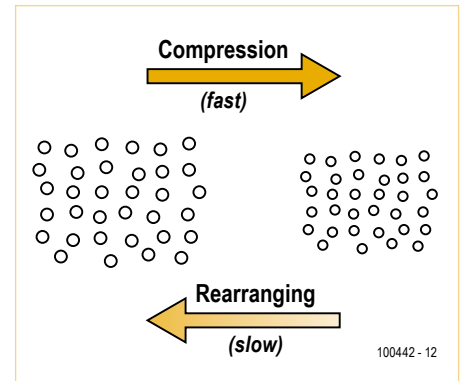 Compression
(fast)
Rearranging
(slow)
100442 - 12